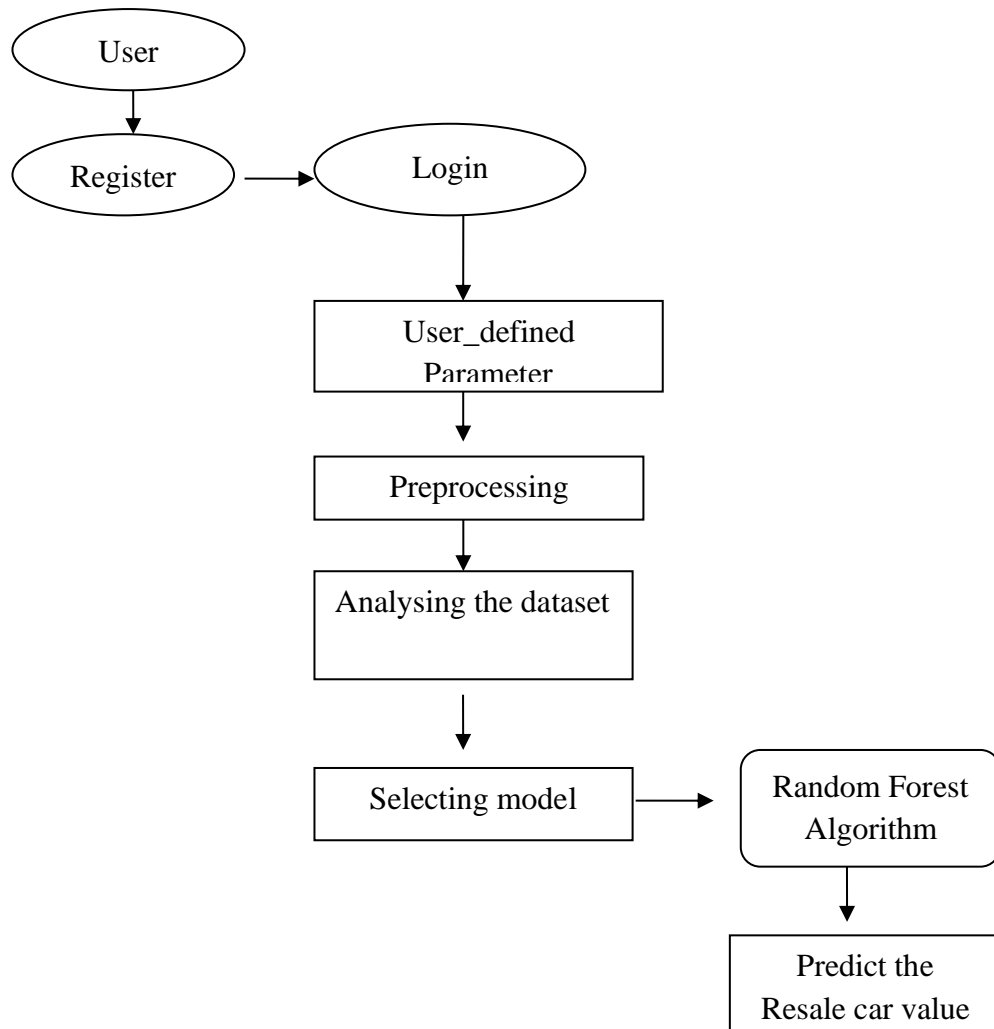 User
Register
Login
User_defined
Parameter
Preprocessing
Analysing the dataset
Selecting model
Random Forest
Algorithm
Predict the
Resale car value